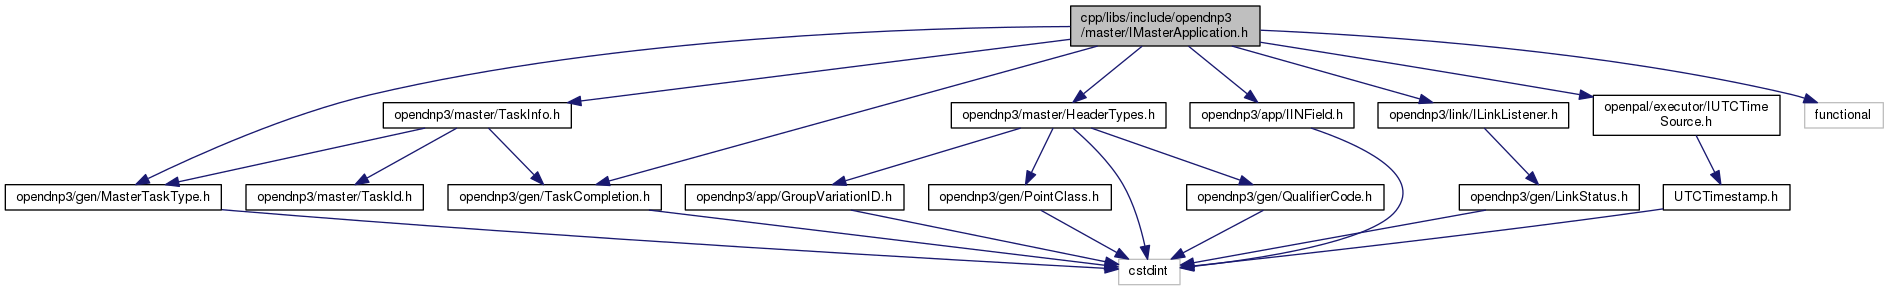 cpp/libs/include/opendnp3
/master/IMasterApplication.h
opendnp3/master/TaskInfo.h
opendnp3/master/HeaderTypes.h
opendnp3/app/IINField.h
opendnp3/link/ILinkListener.h
openpal/executor/IUTCTime
Source.h
functional
opendnp3/gen/MasterTaskType.h
opendnp3/master/TaskId.h
opendnp3/gen/TaskCompletion.h
opendnp3/app/GroupVariationID.h
opendnp3/gen/PointClass.h
opendnp3/gen/QualifierCode.h
opendnp3/gen/LinkStatus.h
UTCTimestamp.h
cstdint